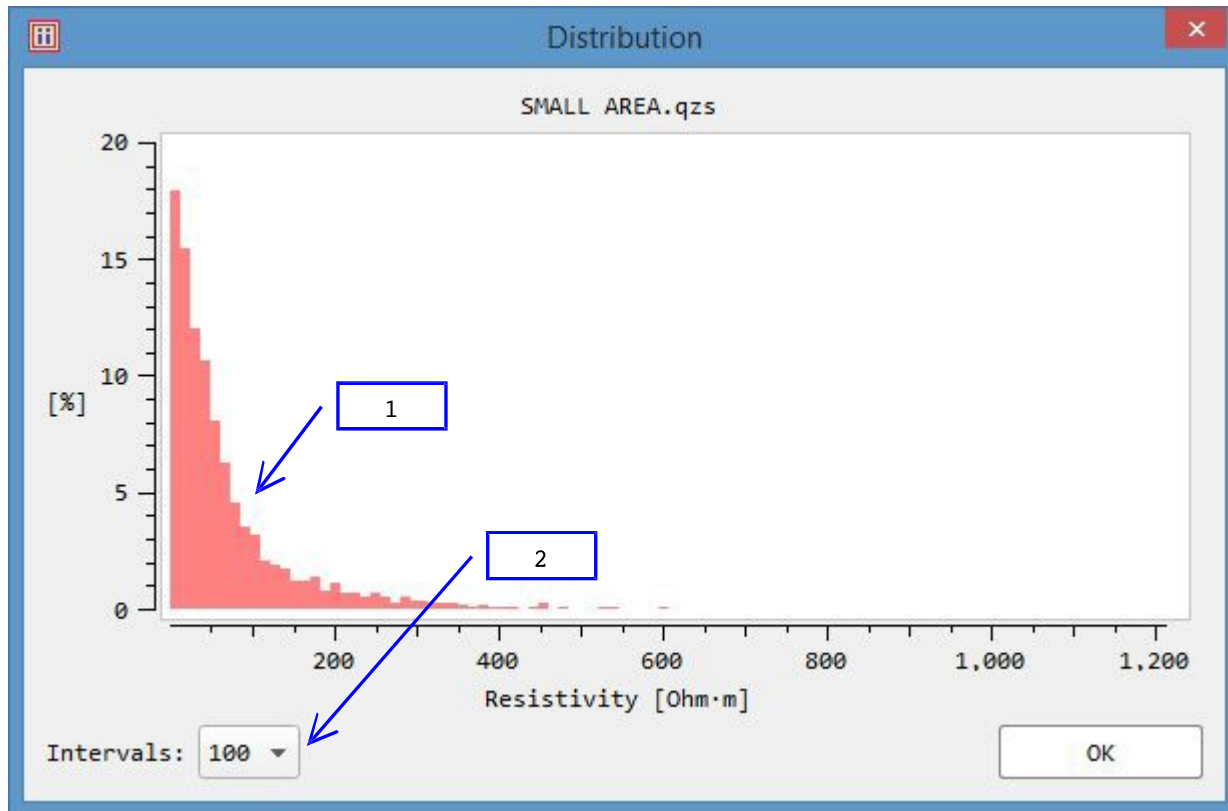 Distribution
SMALL AREA.qzs
20
15
10
[%]
5
0
1
2
200 400 600 800 1,000 1,200
Resistivity [Ohm·m]
Intervals: 100 OK